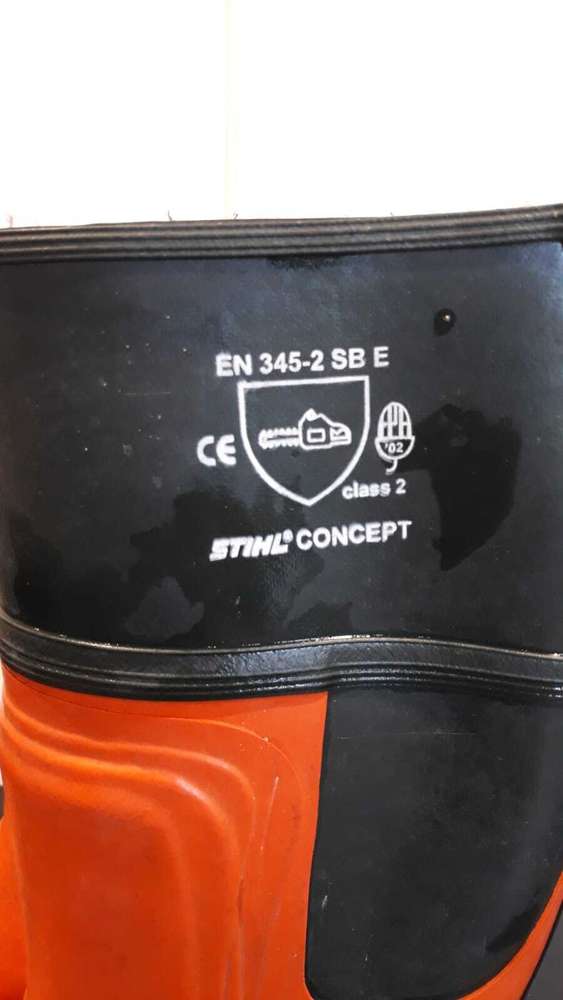 EN 345-2 SB E
CE
'02
class 2
STIHL® CONCEPT